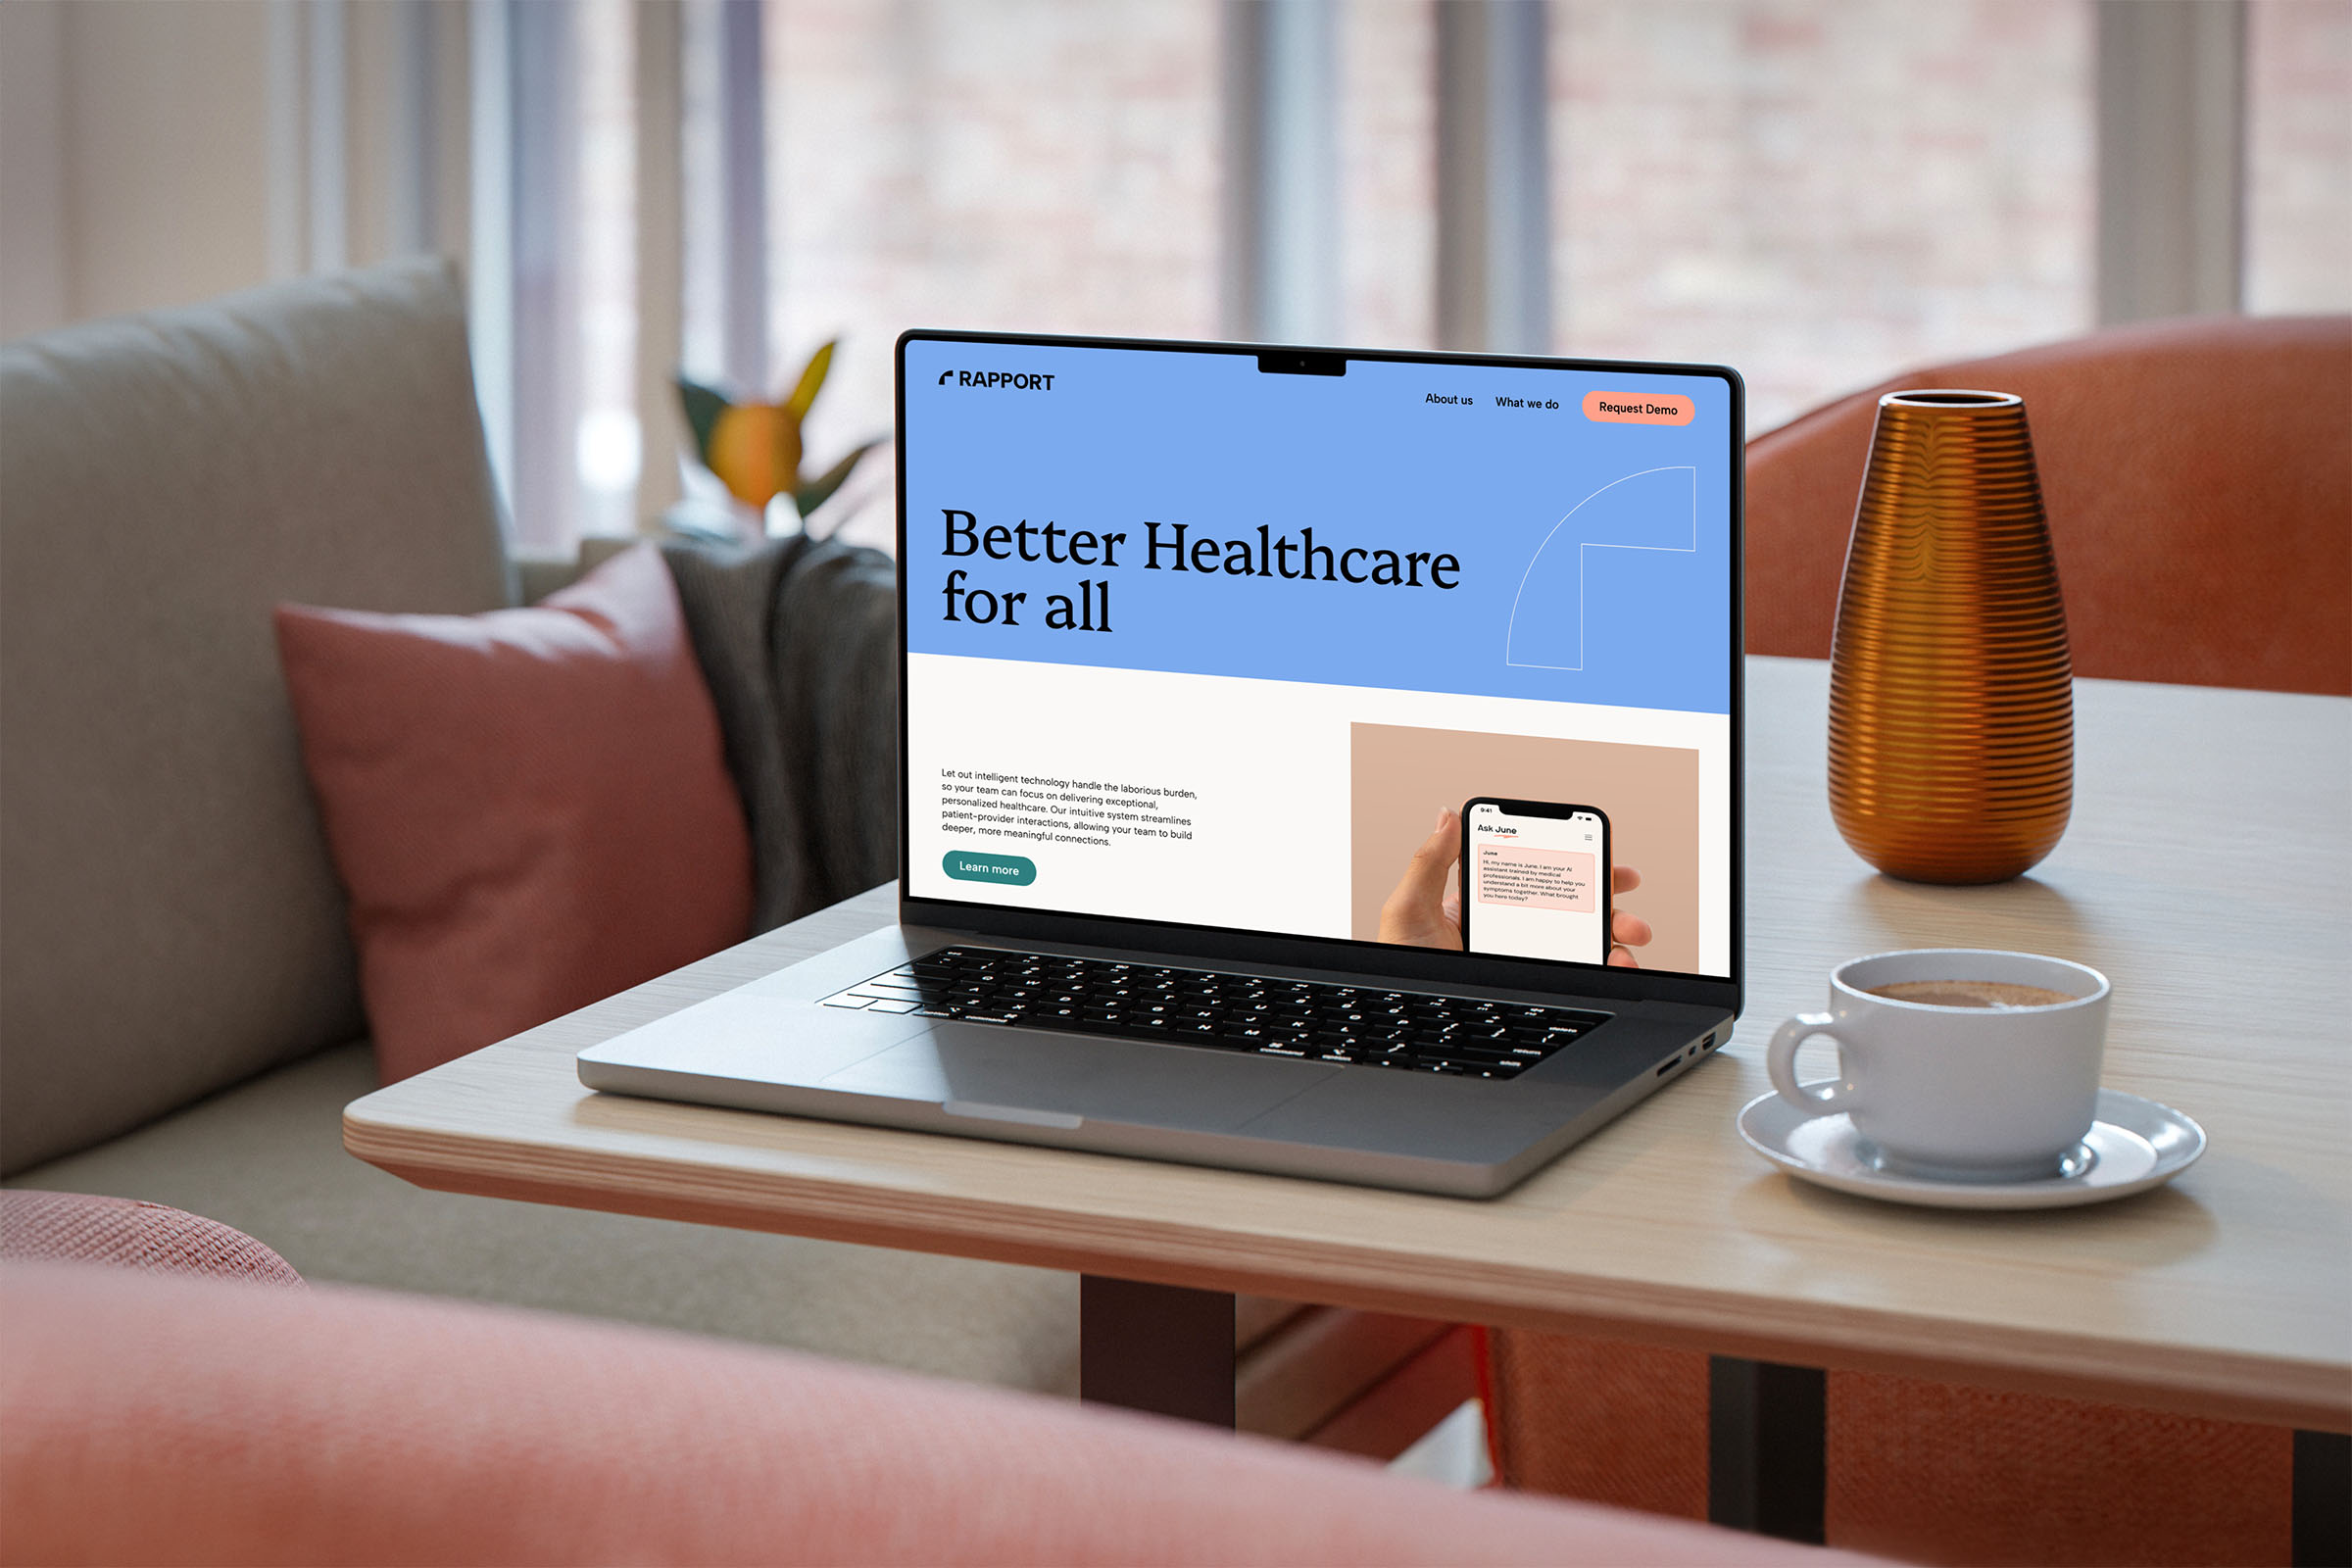 RAPPORT
About us What we do Request Demo
Better Healthcare
for all
Let out intelligent technology handle the laborious burden,
so your team can focus on delivering exceptional,
personalized healthcare. Our intuitive system streamlines
patient-provider interactions, allowing your team to build
deeper, more meaningful connections.
Learn more
9:41
Ask June
June
Hi, my name is June. I am your AI
assistant trained by medical
professionals. I am happy to help you
understand a bit more about your
symptoms together. What brought
you here today?